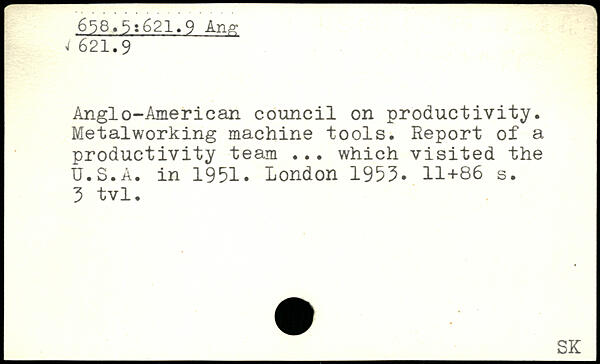 658.5:621.9 Ang
√ 621.9
Anglo-American council on productivity.
Metalworking machine tools. Report of a
productivity team ... which visited the
U.S.A. in 1951. London 1953. 11+86 s.
3 tvl.
SK